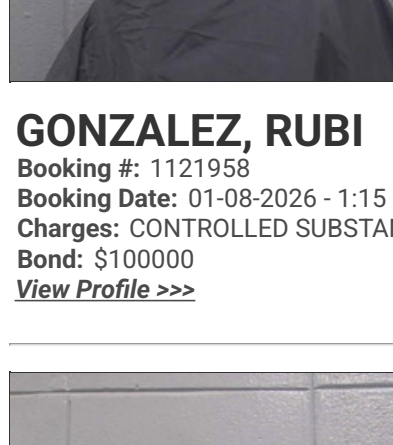 GONZALEZ, RUBI
Booking #: 1121958
Booking Date: 01-08-2026 - 1:15
Charges: CONTROLLED
Bond: $100000
View Profile >>>